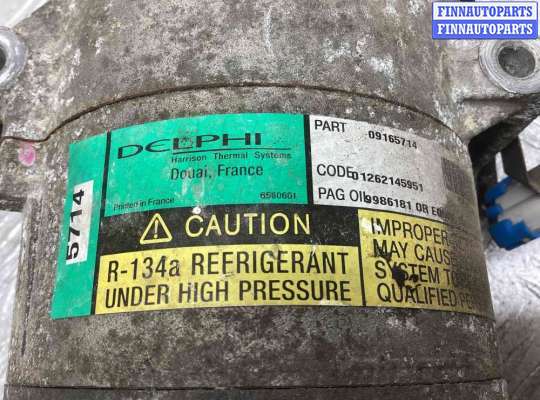 FINNAUTOPARTS
FINNAUTOPARTS
DELPHI
Harrison Thermal Systems
Douai, France
Printed in France 6560601
5714
PART 09165714
CODE 01262145951
PAG OIL 9986181 OR
CAUTION
R-134a REFRIGERANT
UNDER HIGH PRESSURE
IMPROPER
MAY CAUSE
SYSTEM TO
QUALIFIED